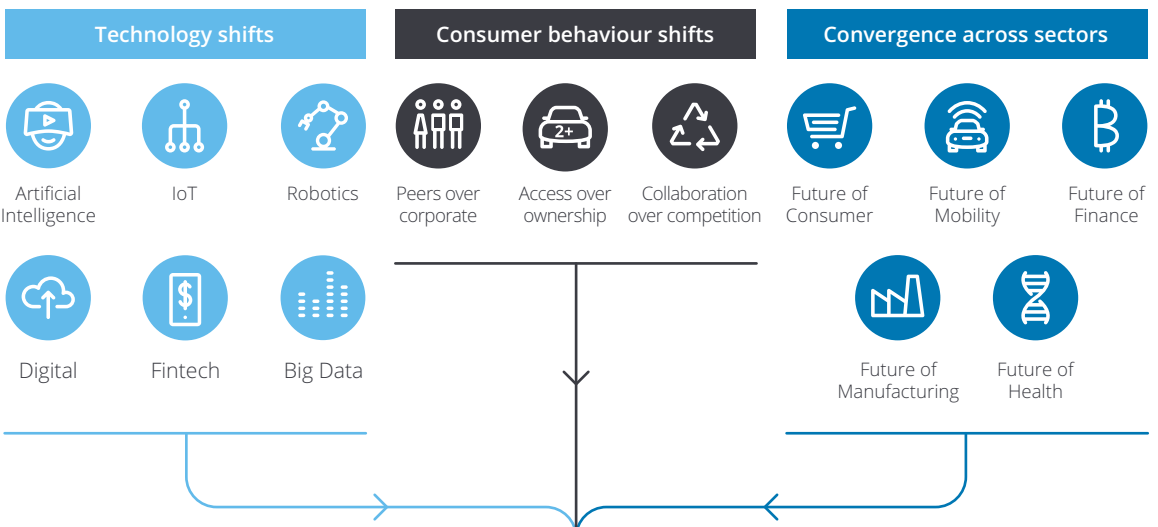 Technology shifts
Consumer behaviour shifts
Convergence across sectors
Artificial
Intelligence
IoT
Robotics
Peers over
corporate
2+
Access over
ownership
Collaboration
over competition
Future of
Consumer
Future of
Mobility
Future of
Finance
$
Digital
Fintech
Big Data
Future of
Manufacturing
Future of
Health